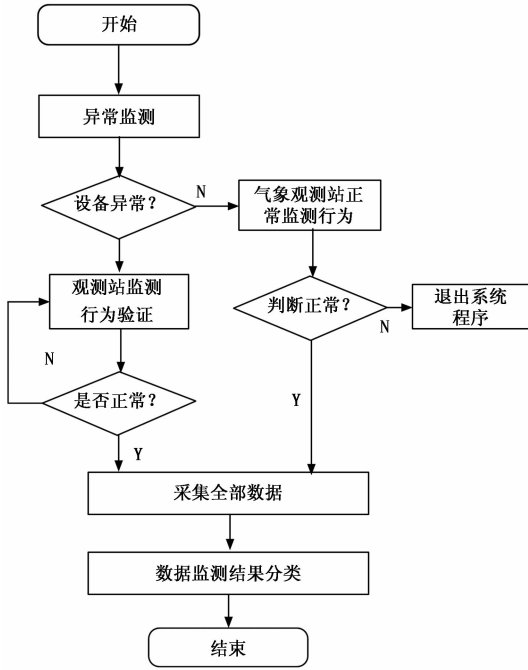 开始
异常监测
设备异常？
N
气象观测站正
常监测行为
观测站监测
行为验证
判断正常？
N
退出系统
程序
N
是否正常？
Y
Y
采集全部数据
数据监测结果分类
结束